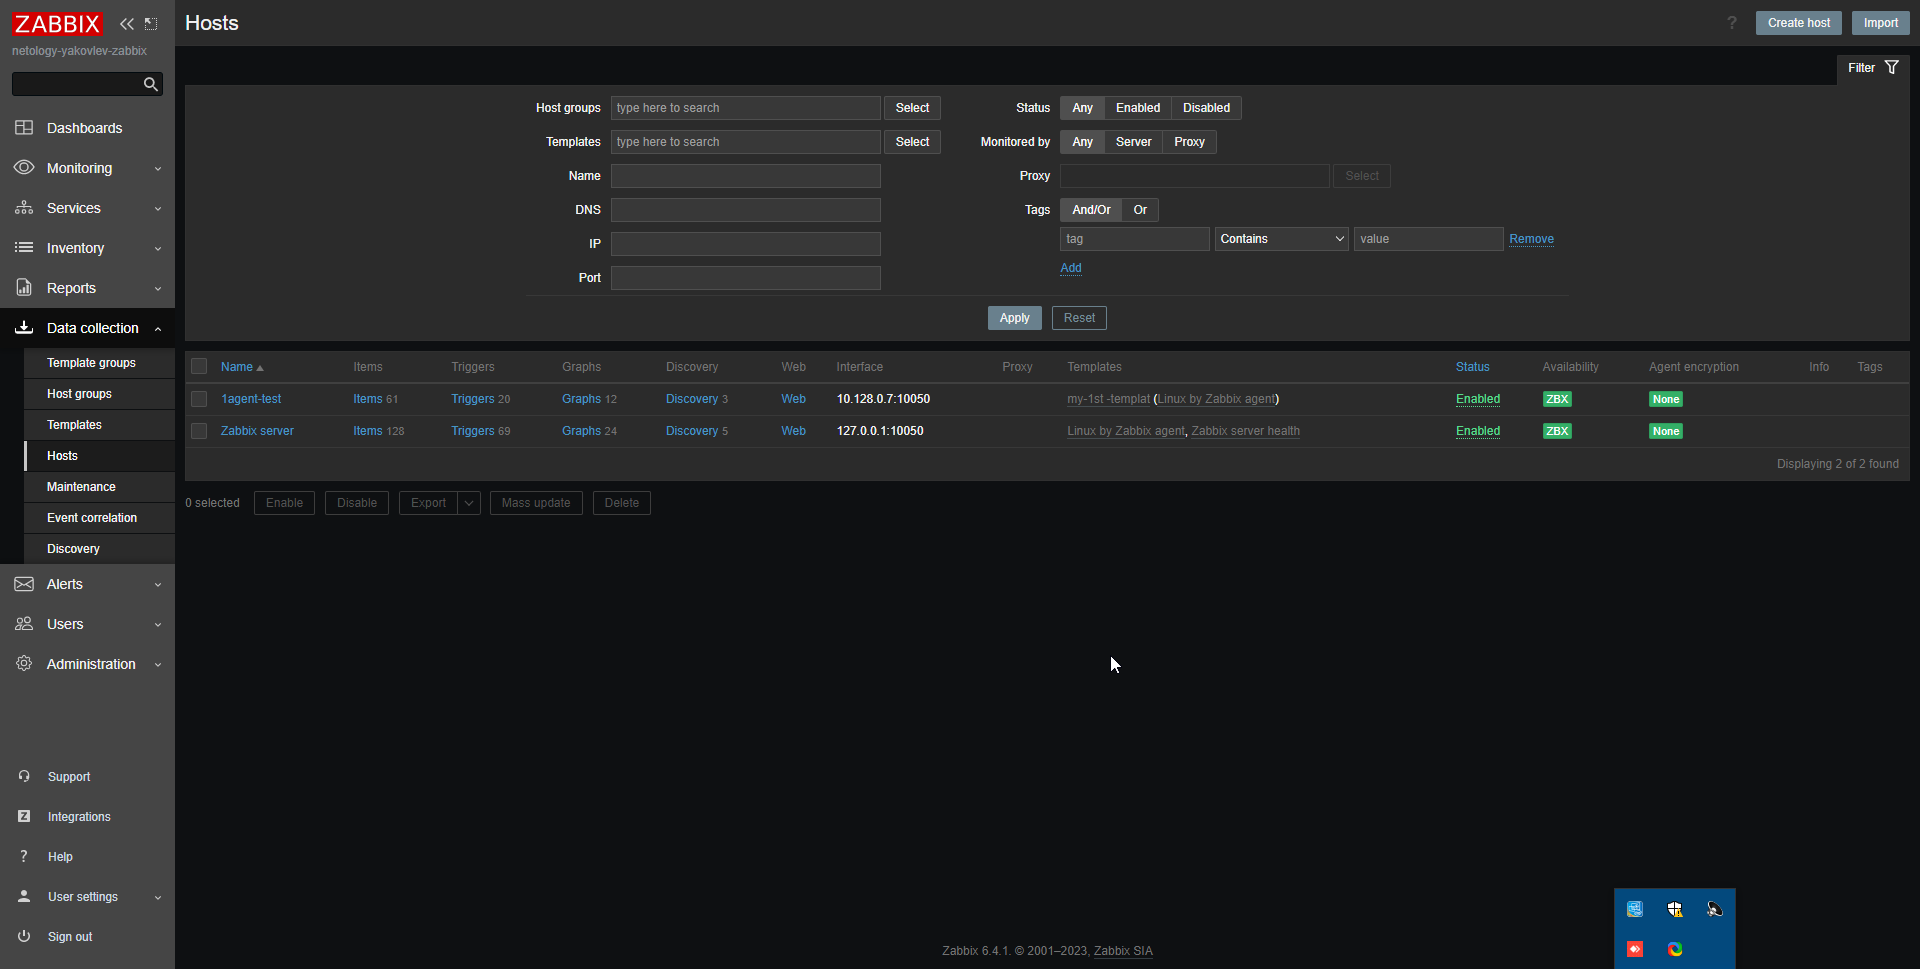 ZABBIX
netology-yakovlev-zabbix
Dashboards
Monitoring
Services
Inventory
Reports
Data collection
Template groups
Host groups
Templates
Hosts
Maintenance
Event correlation
Discovery
Alerts
Users
Administration
Support
Integrations
Help
User settings
Sign out
Hosts
? Create host Import
Filter
Host groups type here to search Select
Templates type here to search Select
Name
DNS
IP
Port
Status Any Enabled Disabled
Monitored by Any Server Proxy
Proxy Select
Tags And/Or Or
tag Contains value Remove
Add
Apply Reset
Name Items Triggers Graphs Discovery Web Interface Proxy Templates Status Availability Agent encryption Info Tags
1agent-test Items 61 Triggers 20 Graphs 12 Discovery 3 Web 10.128.0.7:10050 my-1st -templat (Linux by Zabbix agent) Enabled ZBX None
Zabbix server Items 128 Triggers 69 Graphs 24 Discovery 5 Web 127.0.0.1:10050 Linux by Zabbix agent, Zabbix server health Enabled ZBX None
Displaying 2 of 2 found
0 selected Enable Disable Export Mass update Delete
Zabbix 6.4.1. © 2001–2023, Zabbix SIA